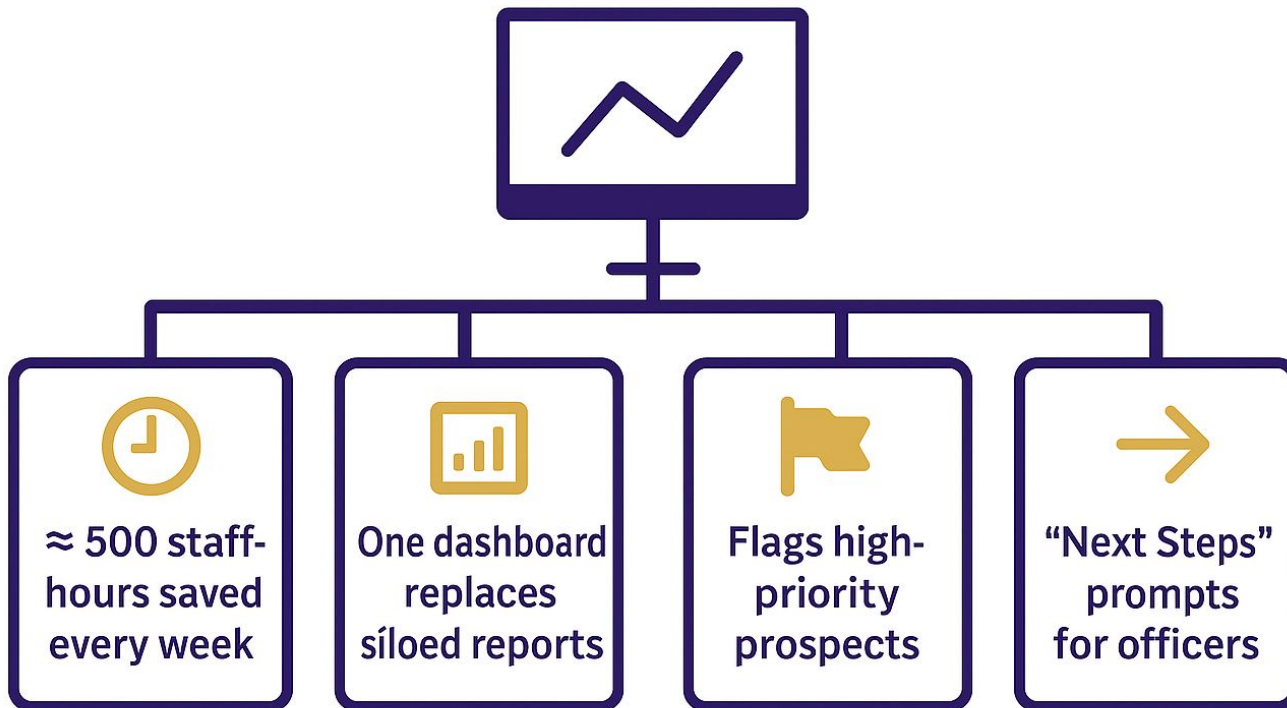 ≈ 500 staff-
hours saved
every week
One dashboard
replaces
síloed reports
Flags high-
priority
prospects
“Next Steps”
prompts
for officers